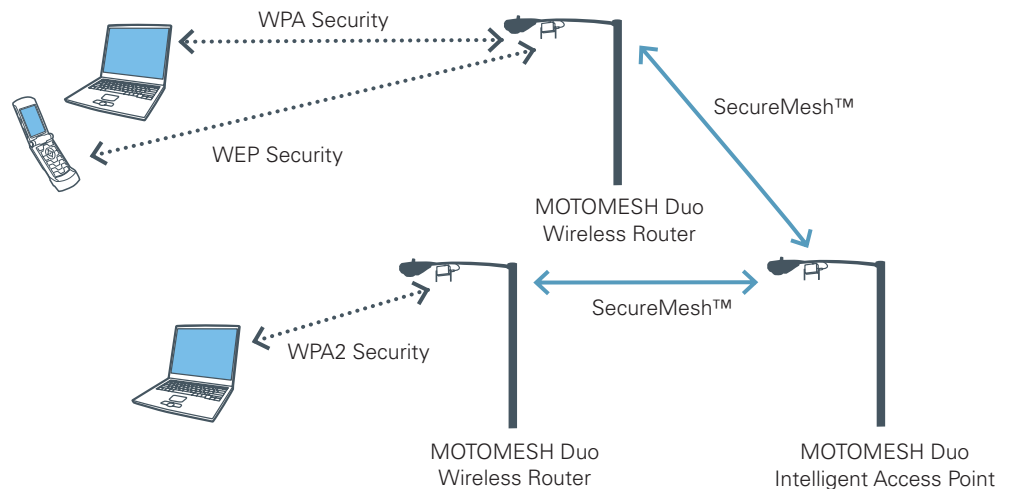 WPA Security
WEP Security
SecureMesh™
MOTOMESH Duo
Wireless Router
SecureMesh™
WPA2 Security
MOTOMESH Duo
Wireless Router
MOTOMESH Duo
Intelligent Access Point